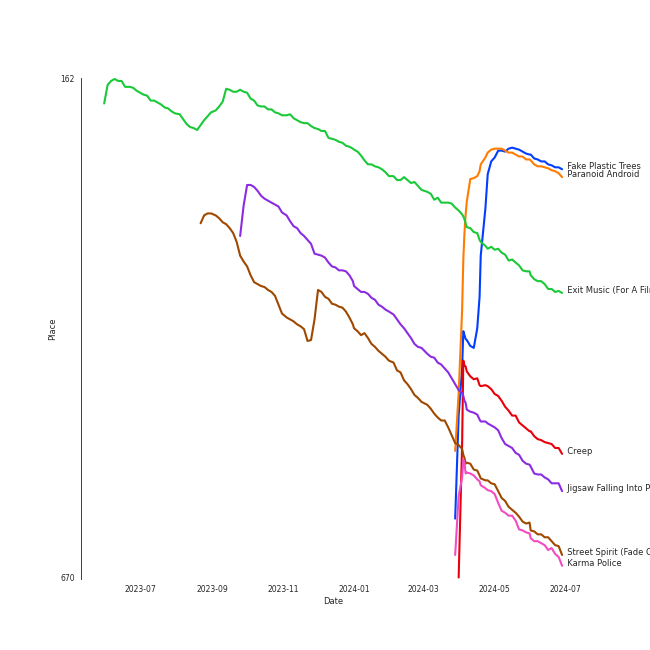 162
Fake Plastic Trees
Paranoid Android
Exit Music (For A Fil
Place
Creep
Jigsaw Falling Into P
Street Spirit (Fade O
Karma Police
670
2023-07 2023-09 2023-11 2024-01 2024-03 2024-05 2024-07
Date